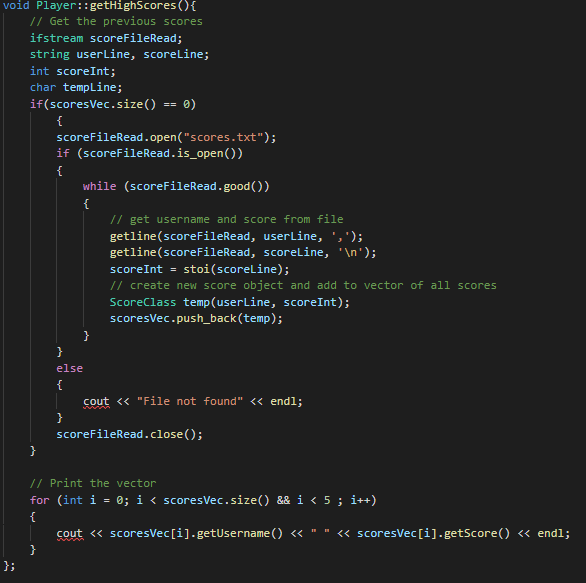 void Player::getHighScores(){
// Get the previous scores
ifstream scoreFileRead;
string userLine, scoreLine;
int scoreInt;
char tempLine;
if(scoresVec.size() == 0)
{
scoreFileRead.open("scores.txt");
if (scoreFileRead.is_open())
{
while (scoreFileRead.good())
{
// get username and score from file
getline(scoreFileRead, userLine, ',');
getline(scoreFileRead, scoreLine, '\n');
scoreInt = stoi(scoreLine);
// create new score object and add to vector of all scores
ScoreClass temp(userLine, scoreInt);
scoresVec.push_back(temp);
}
}
else
{
cout << "File not found" << endl;
}
scoreFileRead.close();
}
// Print the vector
for (int i = 0; i < scoresVec.size() && i < 5 ; i++)
{
cout << scoresVec[i].getUsername() << " " << scoresVec[i].getScore() << endl;
}
};